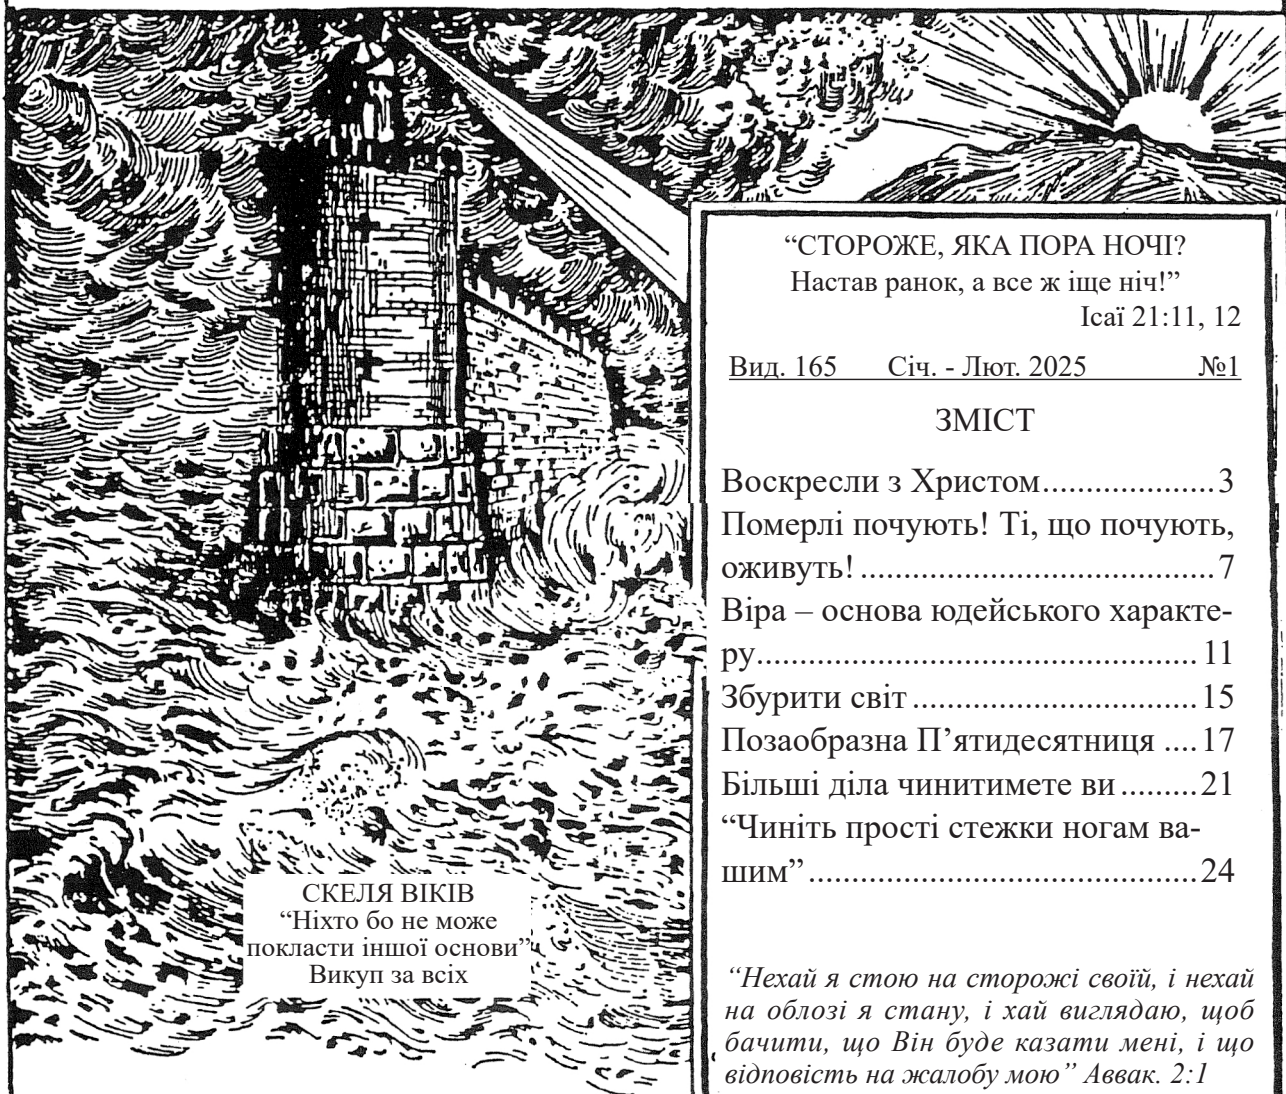 “СТОРОЖЕ, ЯКА ПОРА НОЧІ?
Настав ранок, а все ж іще ніч!”
Ісаї 21:11, 12
Вид. 165 Січ. - Лют. 2025 №1
ЗМІСТ
Воскресли з Христом....................3
Померлі почують! Ті, що почують,
оживуть!.........................................7
Віра – основа юдейського характе-
ру...................................................11
Збурити світ..................................15
Позаобразна П’ятидесятниця ....17
Більші діла чинитимете ви.........21
“Чиніть прості стежки ногам ва-
шим”.............................................24
“Нехай я стою на сторожі своїй, і нехай
на облозі я стану, і хай виглядаю, щоб
бачити, що Він буде казати мені, і що
відповість на жалобу мою” Аввак. 2:1
СКЕЛЯ ВІКІВ
“Ніхто бо не може
покласти іншої основи”
Викуп за всіх